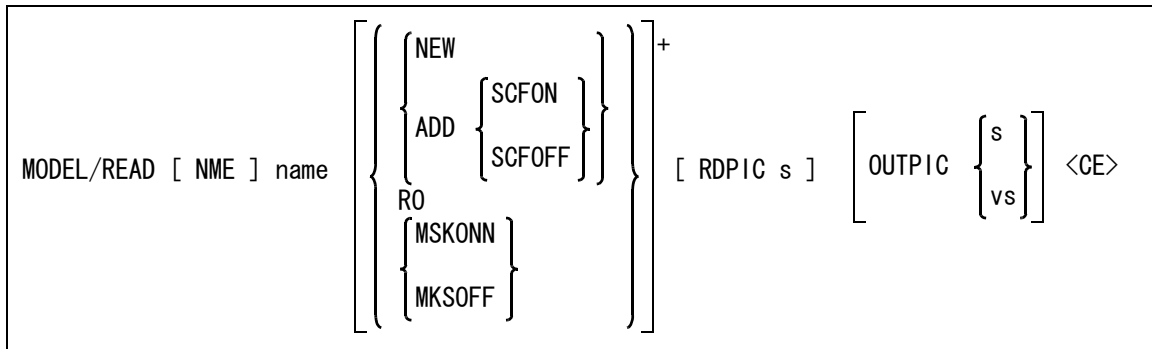 NEW
+
SCFON
ADD
SCFOFF
s
MODEL/READ [ NME ] name [ RDPIC s ] OUTPIC <CE>
vs
RO
MSKONN
MKSOFF